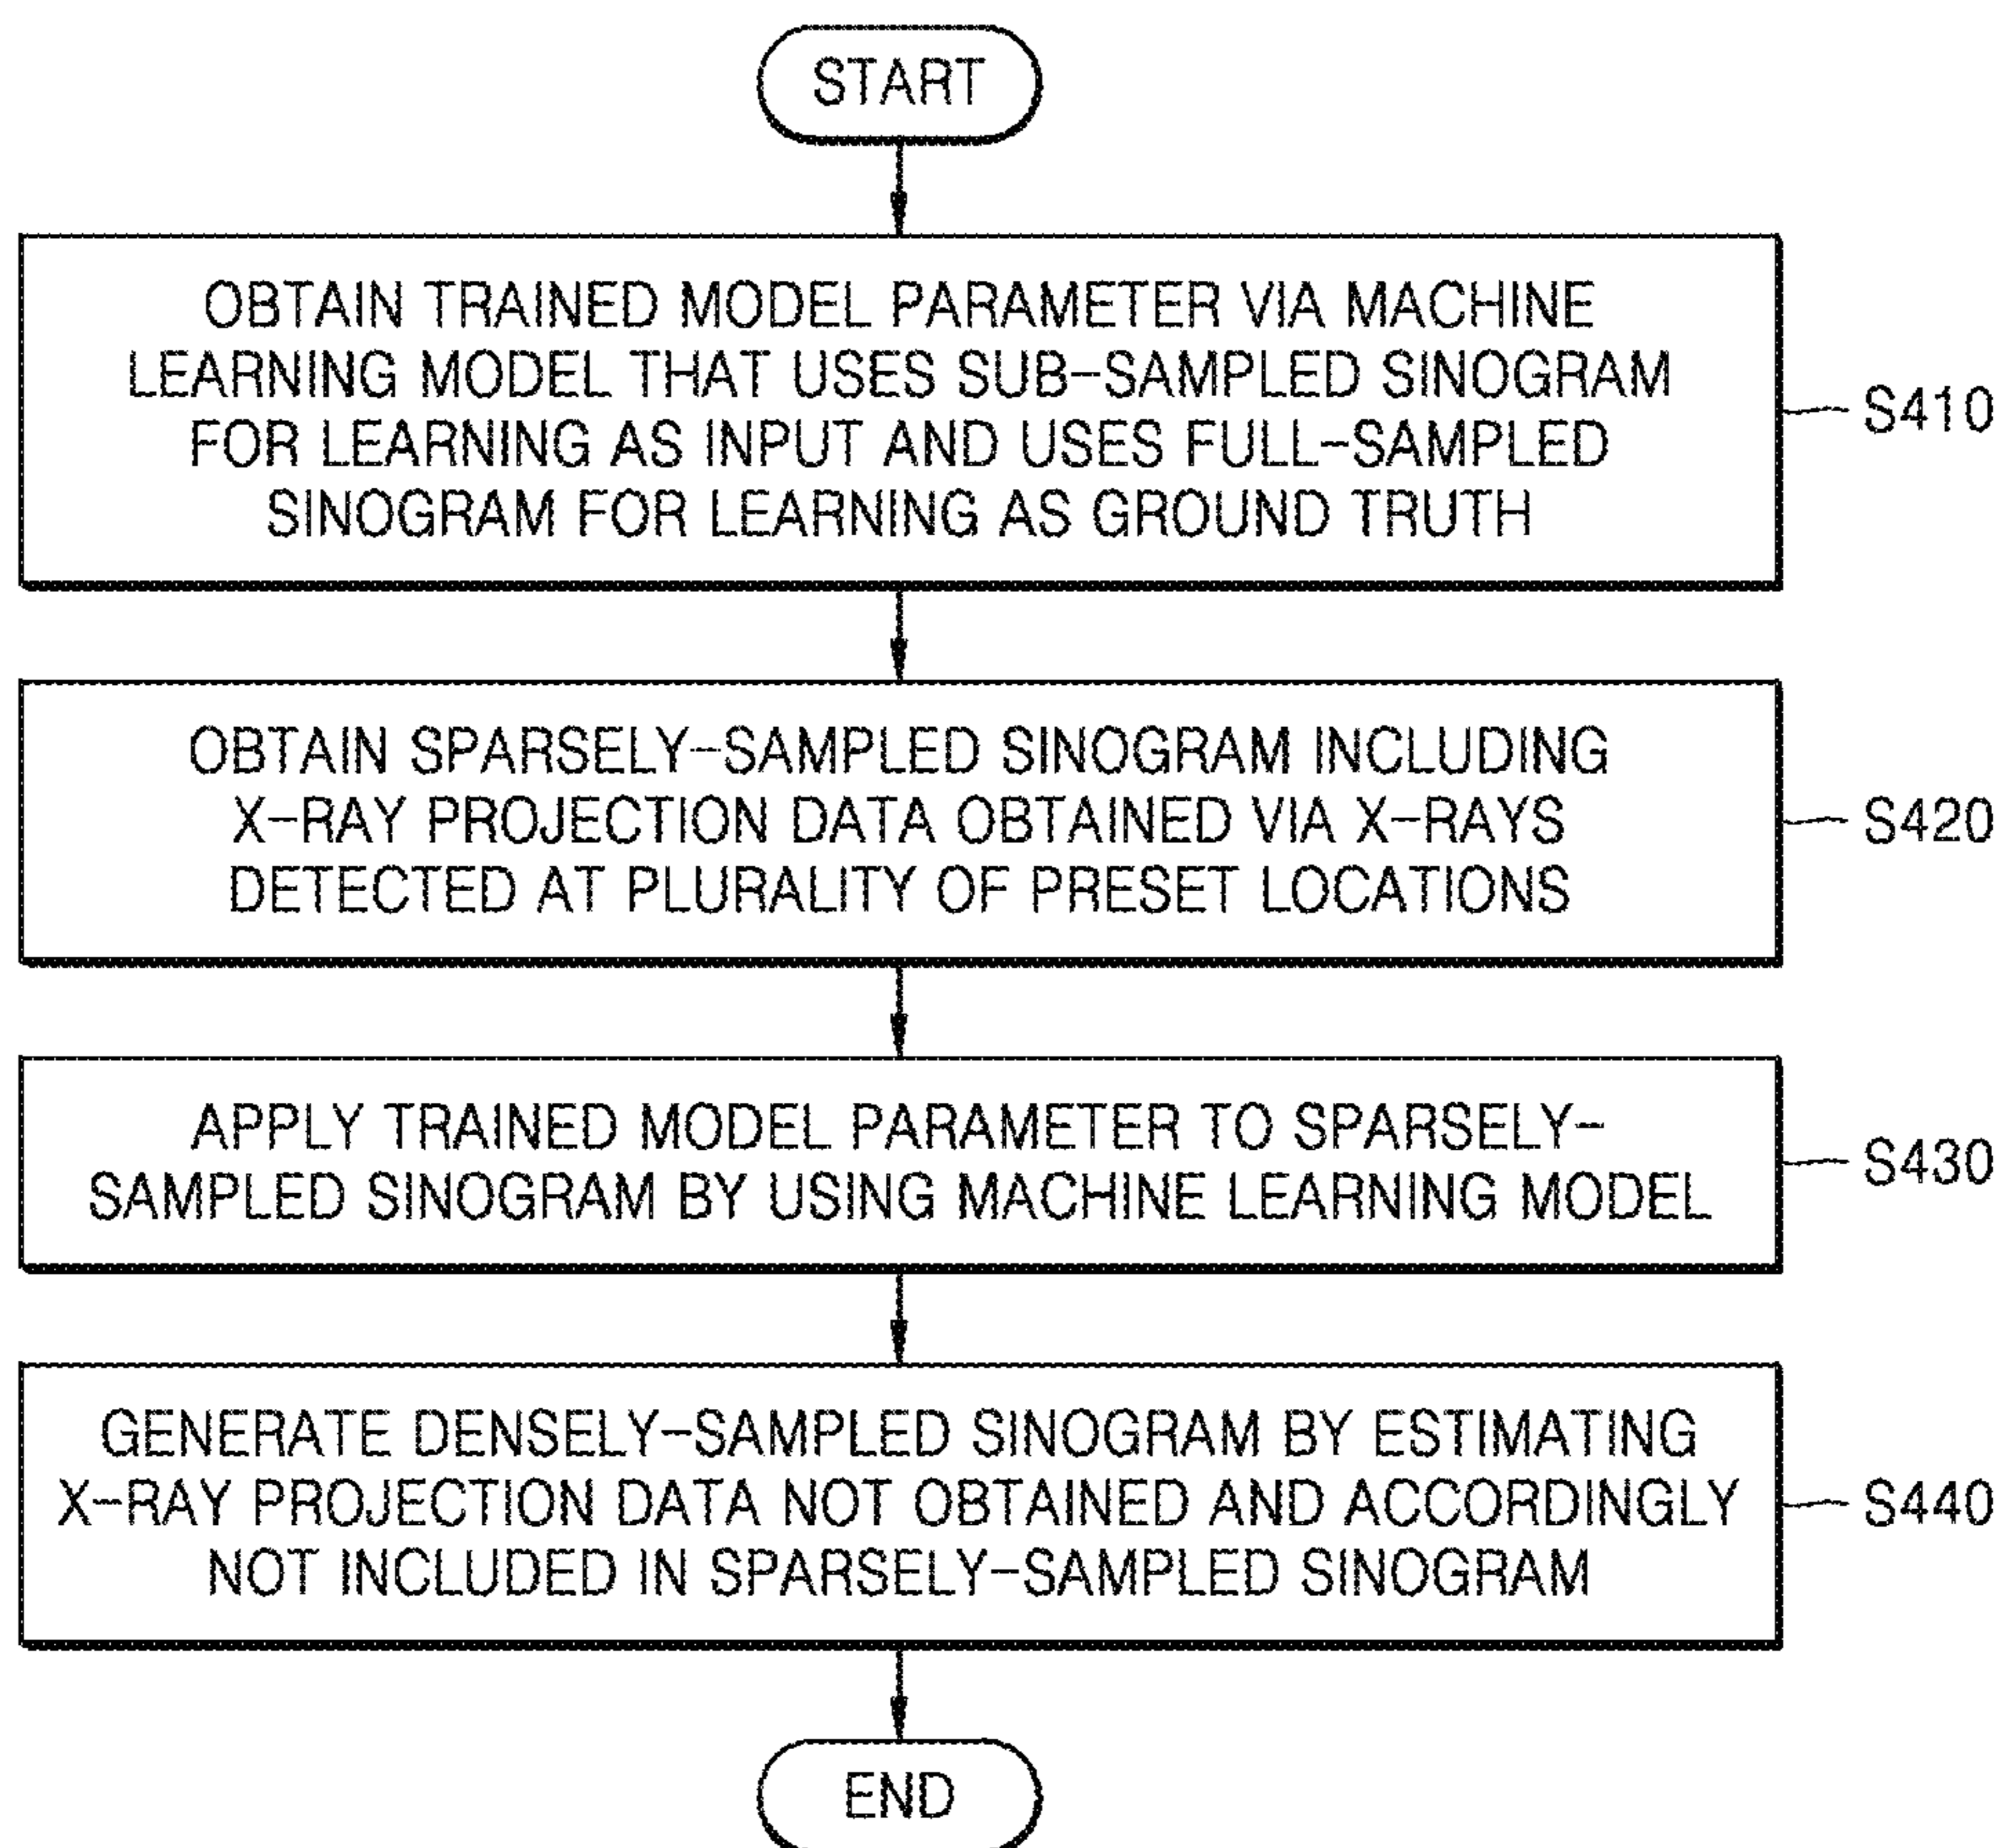 START
OBTAIN TRAINED MODEL PARAMETER VIA MACHINE
LEARNING MODEL THAT USES SUB-SAMPLED SINOGRAM
FOR LEARNING AS INPUT AND USES FULL-SAMPLED
SINOGRAM FOR LEARNING AS GROUND TRUTH
S410
OBTAIN SPARSELY-SAMPLED SINOGRAM INCLUDING
X-RAY PROJECTION DATA OBTAINED VIA X-RAYS
DETECTED AT PLURALITY OF PRESET LOCATIONS
S420
APPLY TRAINED MODEL PARAMETER TO SPARSELY-
SAMPLED SINOGRAM BY USING MACHINE LEARNING MODEL
S430
GENERATE DENSELY-SAMPLED SINOGRAM BY ESTIMATING
X-RAY PROJECTION DATA NOT OBTAINED AND ACCORDINGLY
NOT INCLUDED IN SPARSELY-SAMPLED SINOGRAM
S440
END